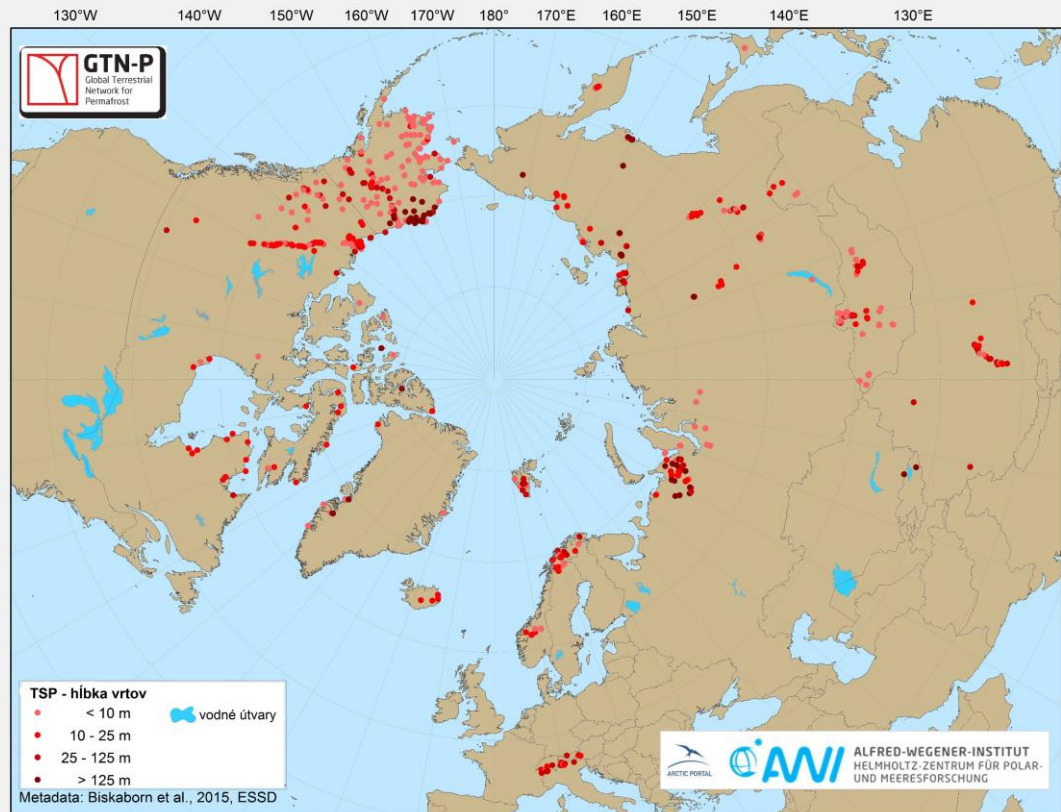 130°W 140°W 150°W 160°W 170°W 180° 170°E 160°E 150°E 140°E 130°E
GTN-P
Global Terrestrial
Network for
Permafrost
TSP - hĺbka vrtov
< 10 m
vodné útvary
10 - 25 m
25 - 125 m
> 125 m
Metadata: Biskaborn et al., 2015, ESSD
ARCTIC PORTAL
AWI
ALFRED-WEGENER-INSTITUT
HELMHOLTZ-ZENTRUM FÜR POLAR-
UND MEERESFORSCHUNG